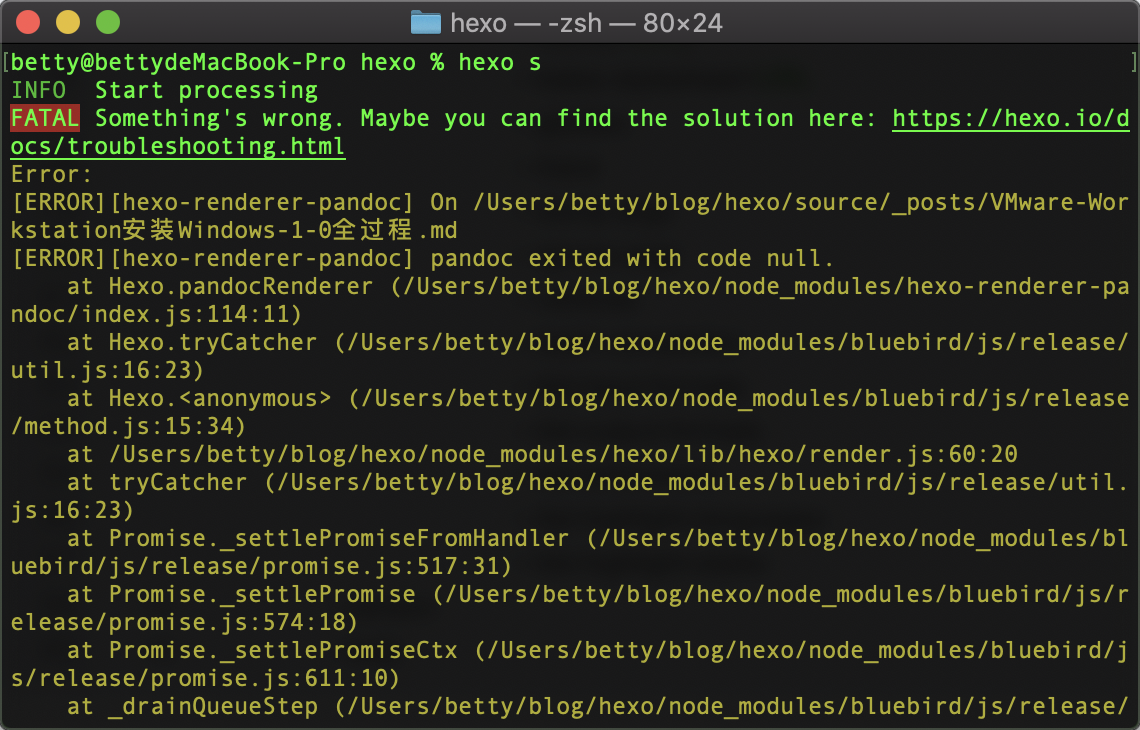 hexo — -zsh — 80×24
[betty@bettydeMacBook-Pro hexo % hexo s ]
INFO  Start processing
FATAL Something's wrong. Maybe you can find the solution here: https://hexo.io/d
ocs/troubleshooting.html
Error:
[ERROR][hexo-renderer-pandoc] On /Users/betty/blog/hexo/source/_posts/VMware-Wor
kstation安装Windows-1-0全过程.md
[ERROR][hexo-renderer-pandoc] pandoc exited with code null.
    at Hexo.pandocRenderer (/Users/betty/blog/hexo/node_modules/hexo-renderer-pa
ndoc/index.js:114:11)
    at Hexo.tryCatcher (/Users/betty/blog/hexo/node_modules/bluebird/js/release/
util.js:16:23)
    at Hexo.<anonymous> (/Users/betty/blog/hexo/node_modules/bluebird/js/release
/method.js:15:34)
    at /Users/betty/blog/hexo/node_modules/hexo/lib/hexo/render.js:60:20
    at tryCatcher (/Users/betty/blog/hexo/node_modules/bluebird/js/release/util.
js:16:23)
    at Promise._settlePromiseFromHandler (/Users/betty/blog/hexo/node_modules/bl
uebird/js/release/promise.js:517:31)
    at Promise._settlePromise (/Users/betty/blog/hexo/node_modules/bluebird/js/r
elease/promise.js:574:18)
    at Promise._settlePromiseCtx (/Users/betty/blog/hexo/node_modules/bluebird/j
s/release/promise.js:611:10)
    at _drainQueueStep (/Users/betty/blog/hexo/node_modules/bluebird/js/release/